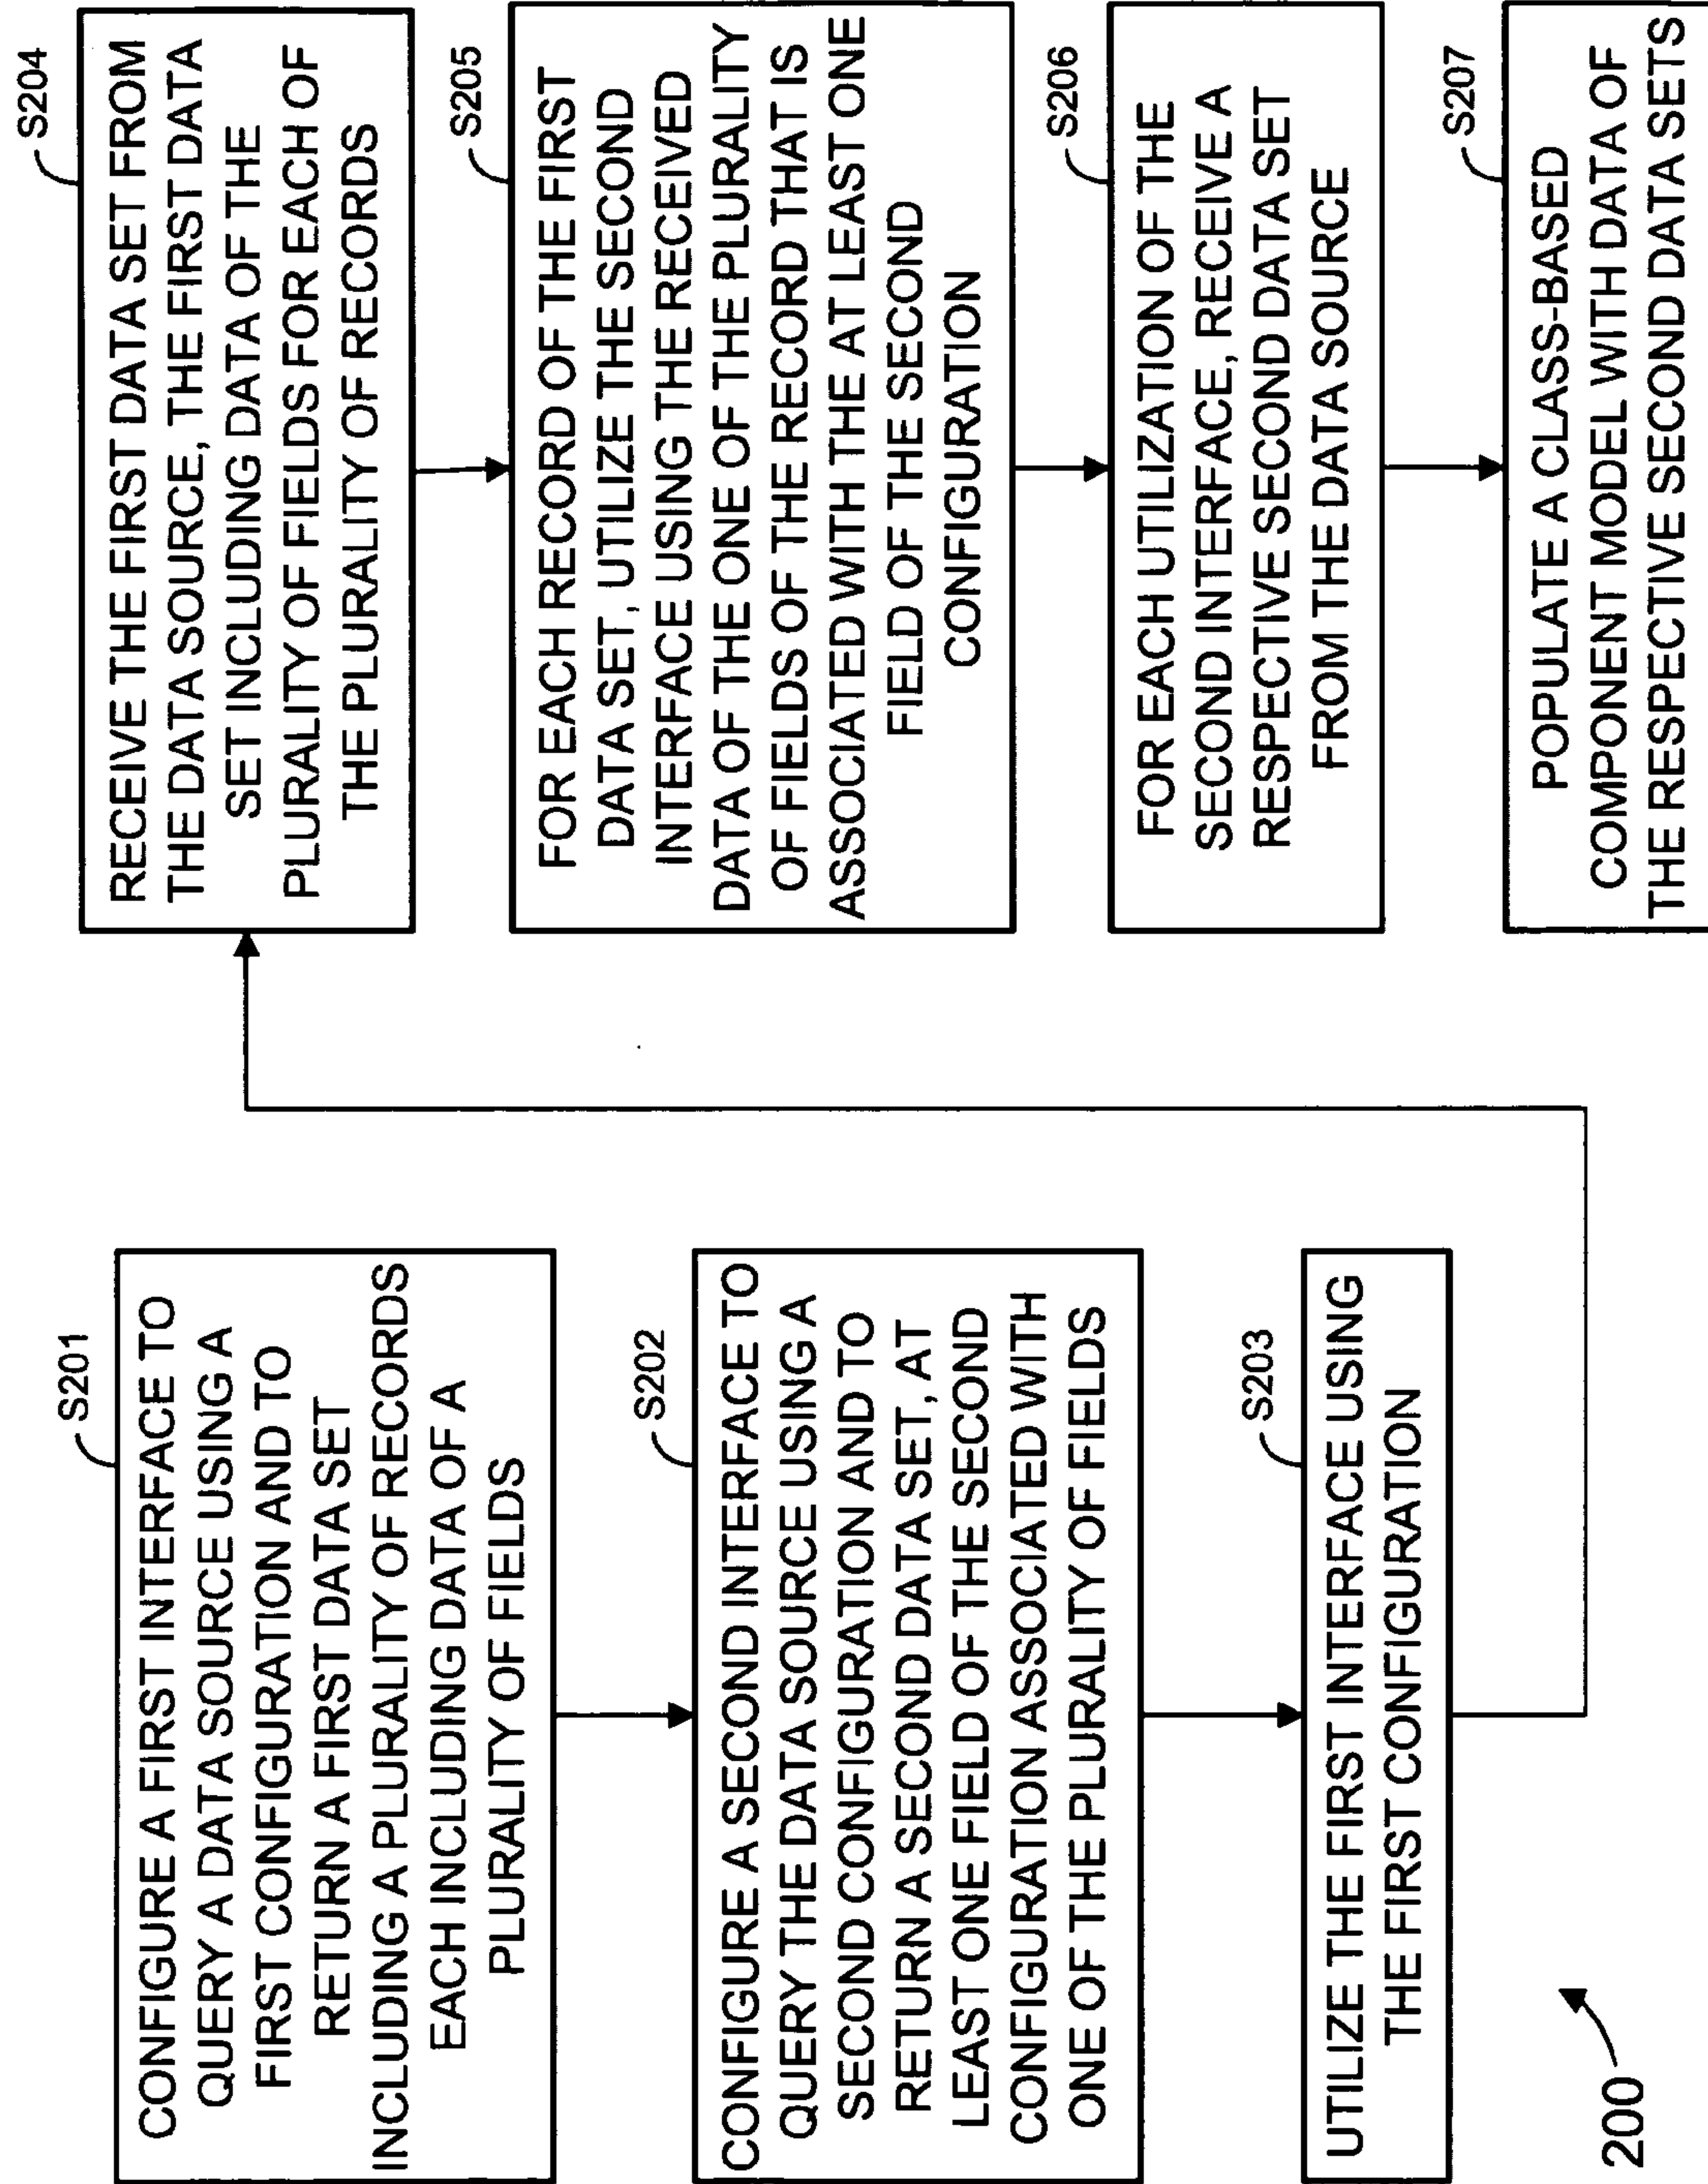 S201
CONFIGURE A FIRST INTERFACE TO
QUERY A DATA SOURCE USING A
FIRST CONFIGURATION AND TO
RETURN A FIRST DATA SET
INCLUDING A PLURALITY OF RECORDS
EACH INCLUDING DATA OF A
PLURALITY OF FIELDS
S202
CONFIGURE A SECOND INTERFACE TO
QUERY THE DATA SOURCE USING A
SECOND CONFIGURATION AND TO
RETURN A SECOND DATA SET, AT
LEAST ONE FIELD OF THE SECOND
CONFIGURATION ASSOCIATED WITH
ONE OF THE PLURALITY OF FIELDS
S203
UTILIZE THE FIRST INTERFACE USING
THE FIRST CONFIGURATION
200
S204
RECEIVE THE FIRST DATA SET FROM
THE DATA SOURCE, THE FIRST DATA
SET INCLUDING DATA OF THE
PLURALITY OF FIELDS FOR EACH OF
THE PLURALITY OF RECORDS
S205
FOR EACH RECORD OF THE FIRST
DATA SET, UTILIZE THE SECOND
INTERFACE USING THE RECEIVED
DATA OF THE ONE OF THE PLURALITY
OF FIELDS OF THE RECORD THAT IS
ASSOCIATED WITH THE AT LEAST ONE
FIELD OF THE SECOND
CONFIGURATION
S206
FOR EACH UTILIZATION OF THE
SECOND INTERFACE, RECEIVE A
RESPECTIVE SECOND DATA SET
FROM THE DATA SOURCE
S207
POPULATE A CLASS-BASED
COMPONENT MODEL WITH DATA OF
THE RESPECTIVE SECOND DATA SETS